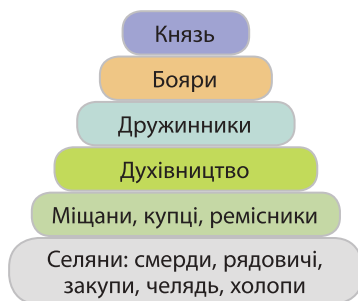 Князь
Бояри
Дружинники
Духівництво
Міщани, купці, ремісники
Селяни: смерди, рядовичі,
закупи, челядь, холопи